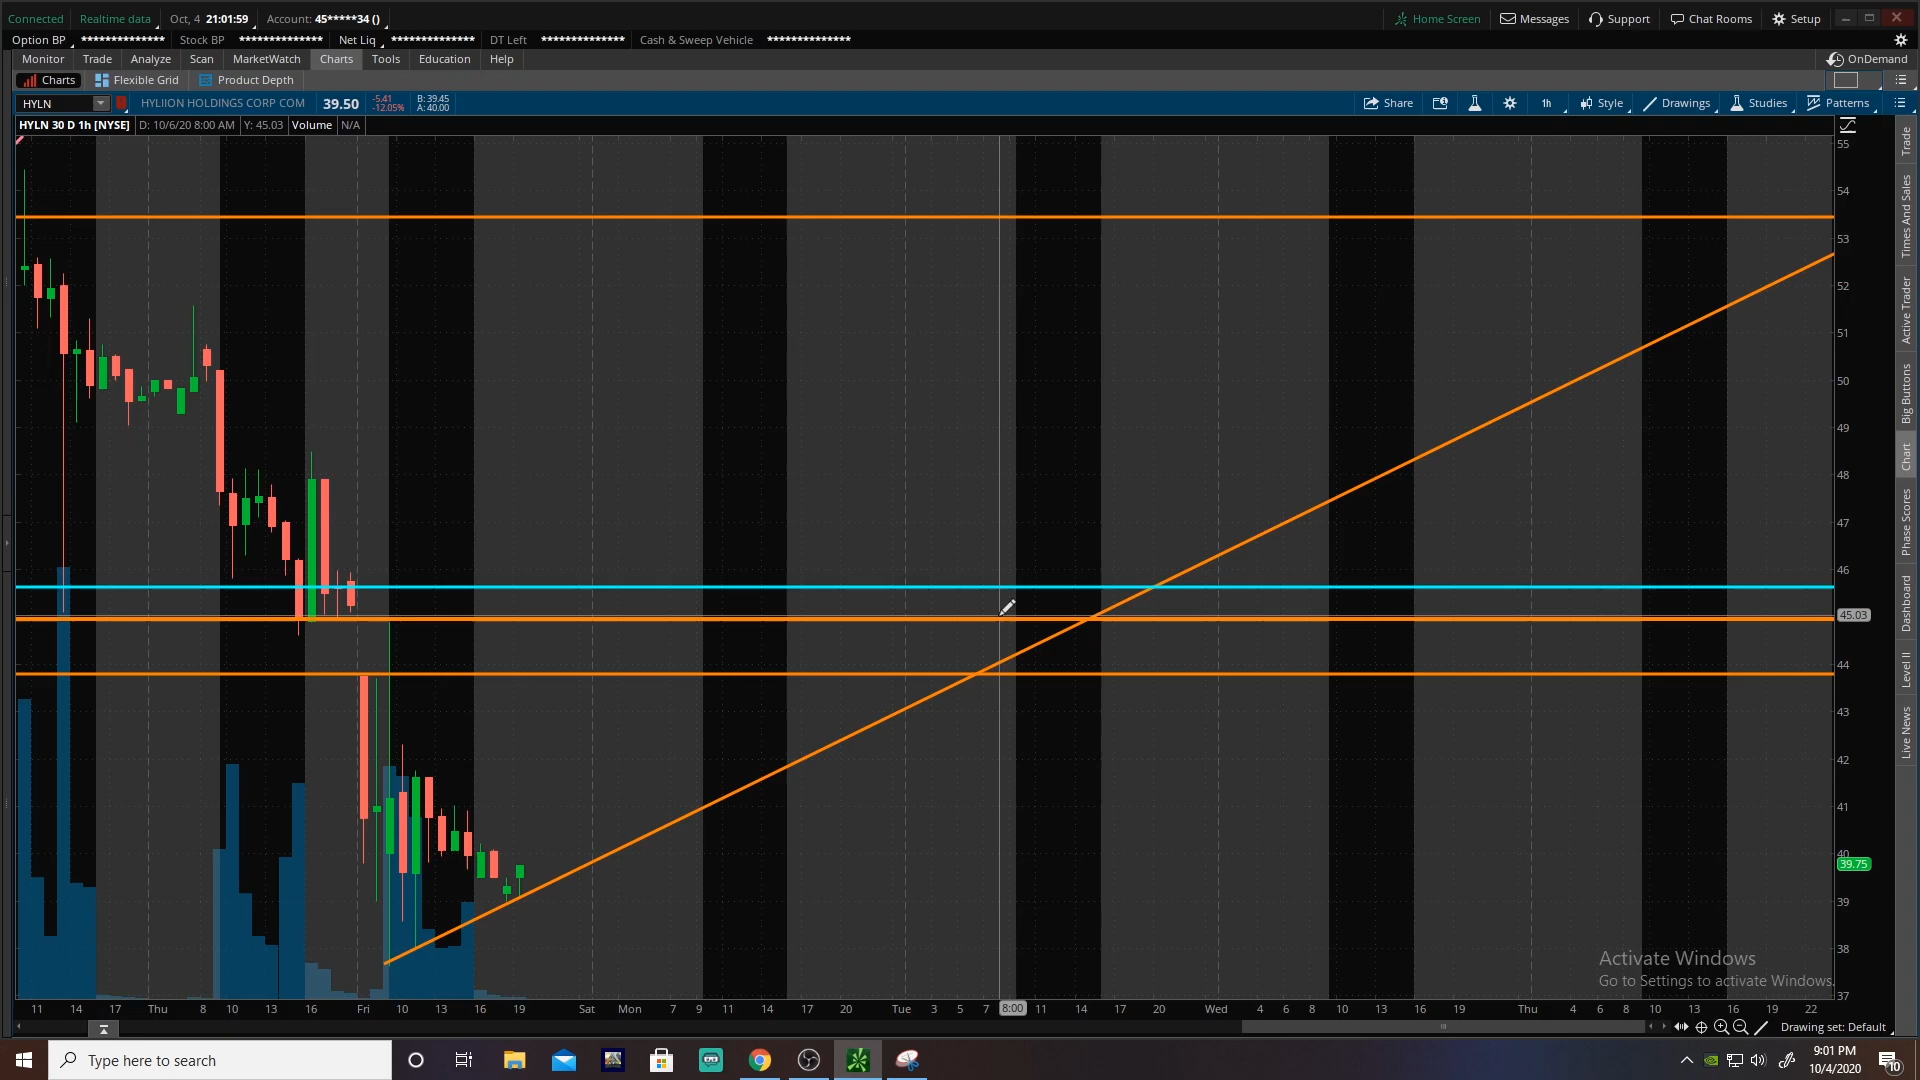 Connected Realtime data Oct, 4 21:01:59 Account: 45*****34 () Home Screen Messages Support Chat Rooms Setup
Option BP ************** Stock BP ************** Net Liq ************** DT Left ************** Cash & Sweep Vehicle **************
Monitor Trade Analyze Scan MarketWatch Charts Tools Education Help OnDemand
Charts Flexible Grid Product Depth
HYLN HYLIION HOLDINGS CORP COM 39.50 -5.41 -12.05% B: 39.45 A: 40.00 Share 1h Style Drawings Studies Patterns
HYLN 30 D 1h [NYSE] D: 10/6/20 8:00 AM Y: 45.03 Volume N/A
55
54
53
52
51
50
49
48
47
46
45.03
44
43
42
41
40
39.75
39
38
37
Trade
Times And Sales
Active Trader
Big Buttons
Chart
Phase Scores
Dashboard
Level II
Live News
Activate Windows
Go to Settings to activate Windows.
11 14 17 Thu 8 10 13 16 Fri 10 13 16 19 Sat Mon 7 9 11 14 17 20 Tue 3 5 7 8:00 11 14 17 20 Wed 4 6 8 10 13 16 19 Thu 4 6 8 10 13 16 19 22
Drawing set: Default
Type here to search
9:01 PM
10/4/2020
10